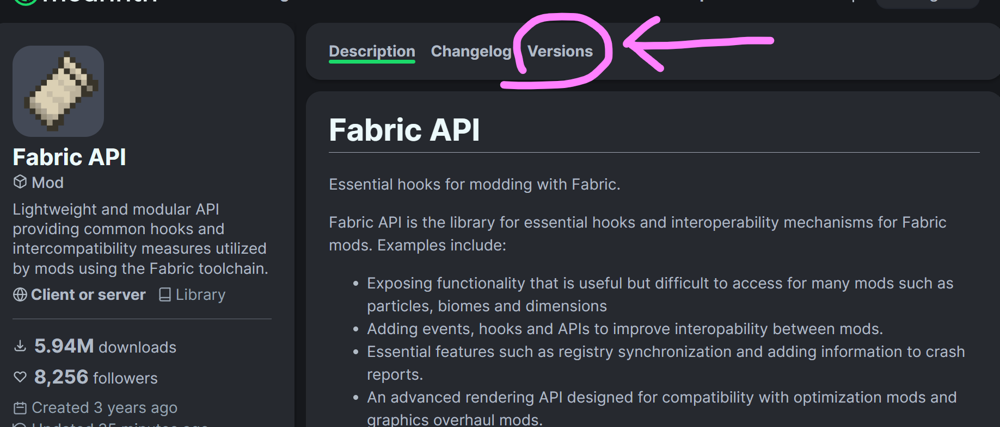 Description Changelog Versions
Fabric API
Mod
Lightweight and modular API
providing common hooks and
intercompatibility measures utilized
by mods using the Fabric toolchain.
Client or server Library
5.94M downloads
8,256 followers
Created 3 years ago
Fabric API
Essential hooks for modding with Fabric.
Fabric API is the library for essential hooks and interoperability mechanisms for Fabric
mods. Examples include:
• Exposing functionality that is useful but difficult to access for many mods such as
particles, biomes and dimensions
• Adding events, hooks and APIs to improve interopability between mods.
• Essential features such as registry synchronization and adding information to crash
reports.
• An advanced rendering API designed for compatibility with optimization mods and
graphics overhaul mods.